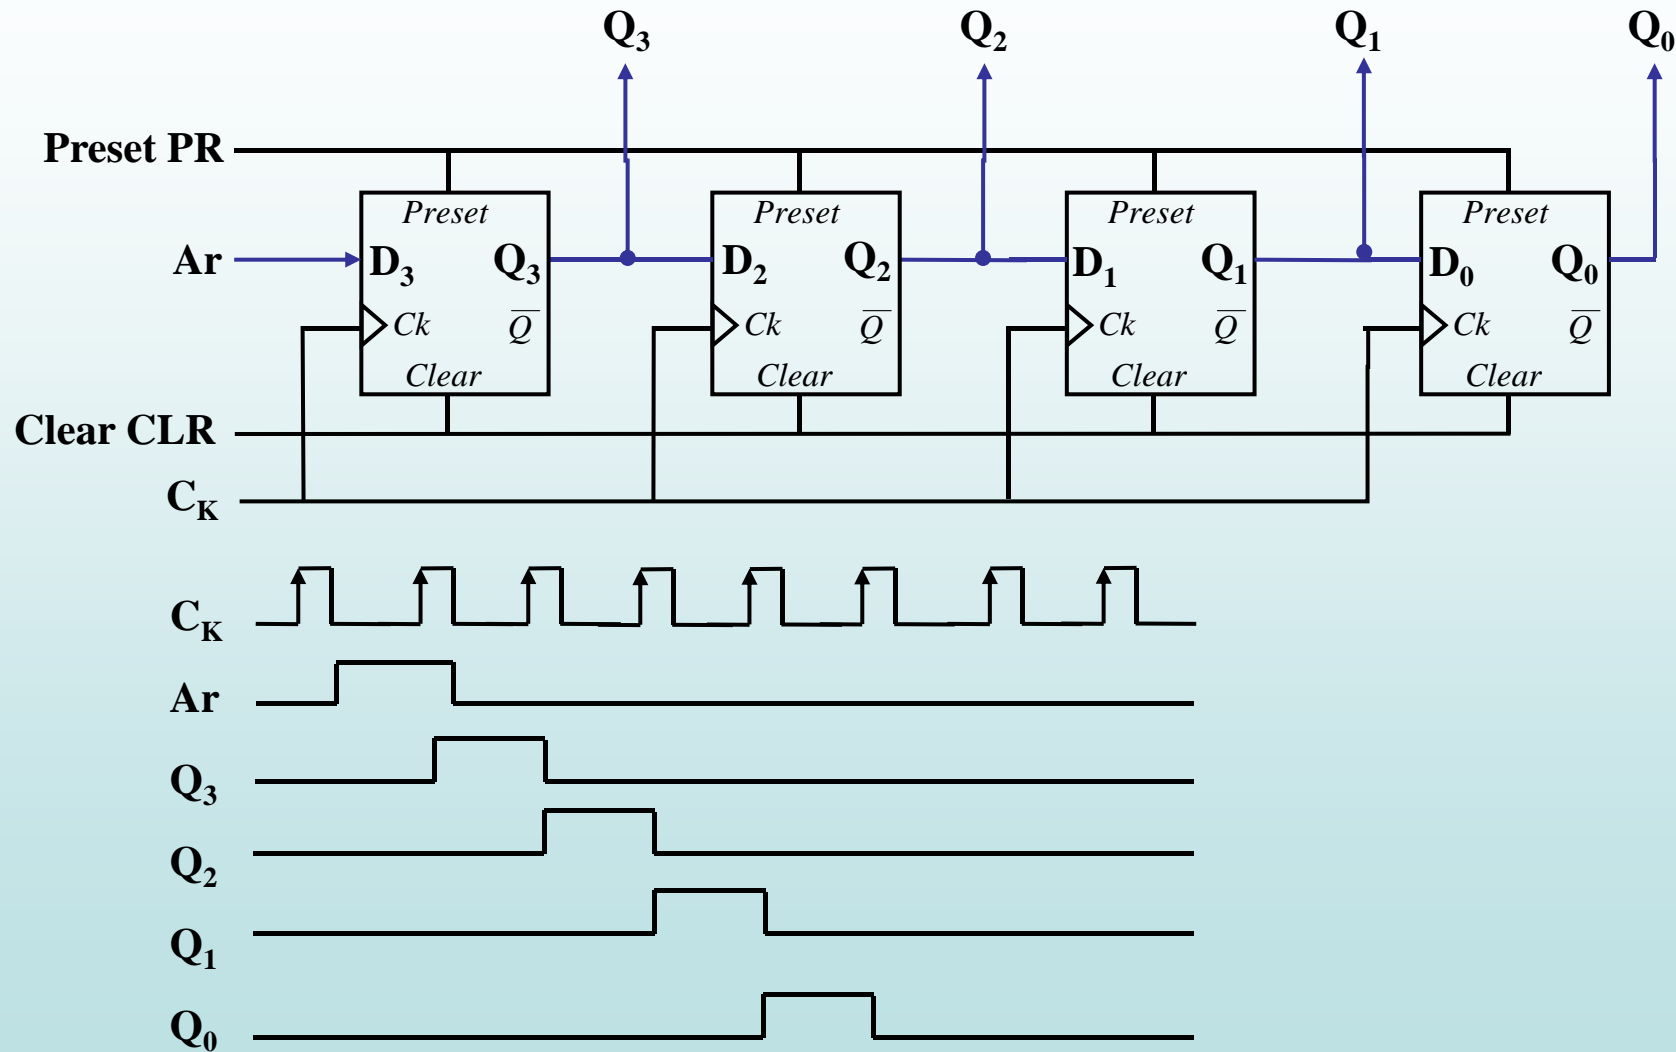 Q3 Q2 Q1 Q0
Preset PR
Preset Preset Preset Preset
Ar D3 Q3 D2 Q2 D1 Q1 D0 Q0
Ck Q̅ Ck Q̅ Ck Q̅ Ck Q̅
Clear Clear Clear Clear
Clear CLR
CK
CK
Ar
Q3
Q2
Q1
Q0